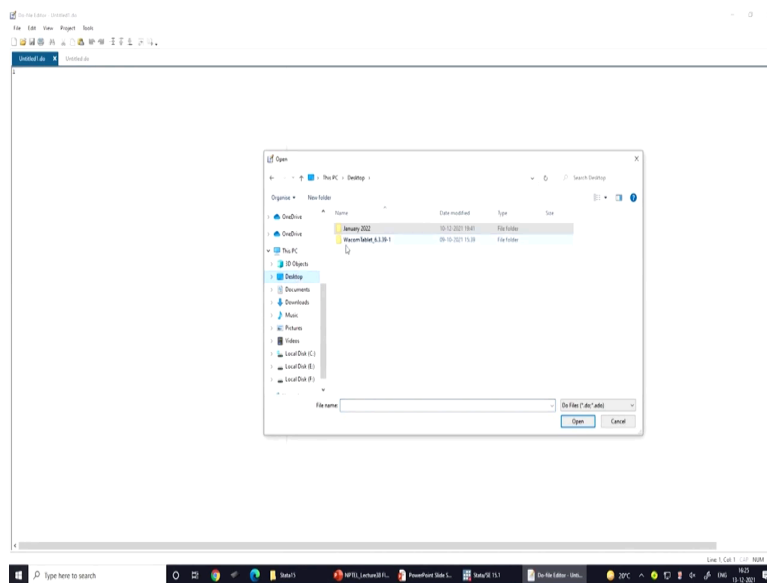 Do-file Editor - Untitled1.do
File Edit View Project Tools
Untitled1.do X Untitled.do
1
Open
This PC > Desktop >
Search Desktop
Organize New folder
Name Date modified Type Size
OneDrive
January 2022 10-12-2021 16:41 File folder
WacomTablet_6.3.39-1 09-10-2021 15:28 File folder
OneDrive
This PC
3D Objects
Desktop
Documents
Downloads
Music
Pictures
Videos
Local Disk (C:)
Local Disk (E:)
Local Disk (F:)
File name: Do Files (*.do;*.ado)
Open Cancel
Line: 1, Col: 1 CAP NUM
Type here to search
Stata15
NPTEL_Lecture38 Fi...
PowerPoint Slide S...
Stata/SE 15.1
Do-file Editor - Unti...
20°C
ENG
16:25
13-12-2021